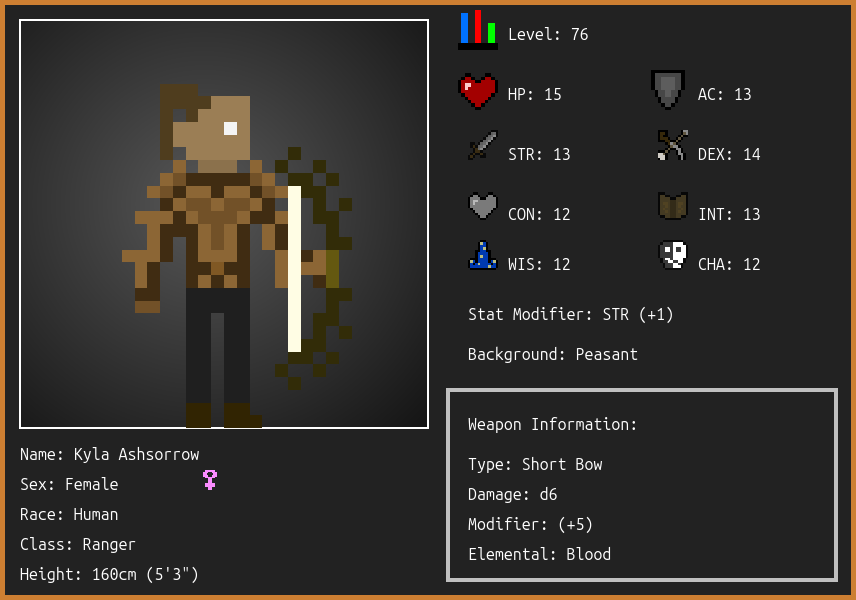 Level: 76
HP: 15
AC: 13
STR: 13
DEX: 14
CON: 12
INT: 13
WIS: 12
CHA: 12
Stat Modifier: STR (+1)
Background: Peasant
Weapon Information:
Type: Short Bow
Damage: d6
Modifier: (+5)
Elemental: Blood
Name: Kyla Ashsorrow
Sex: Female
Race: Human
Class: Ranger
Height: 160cm (5'3")